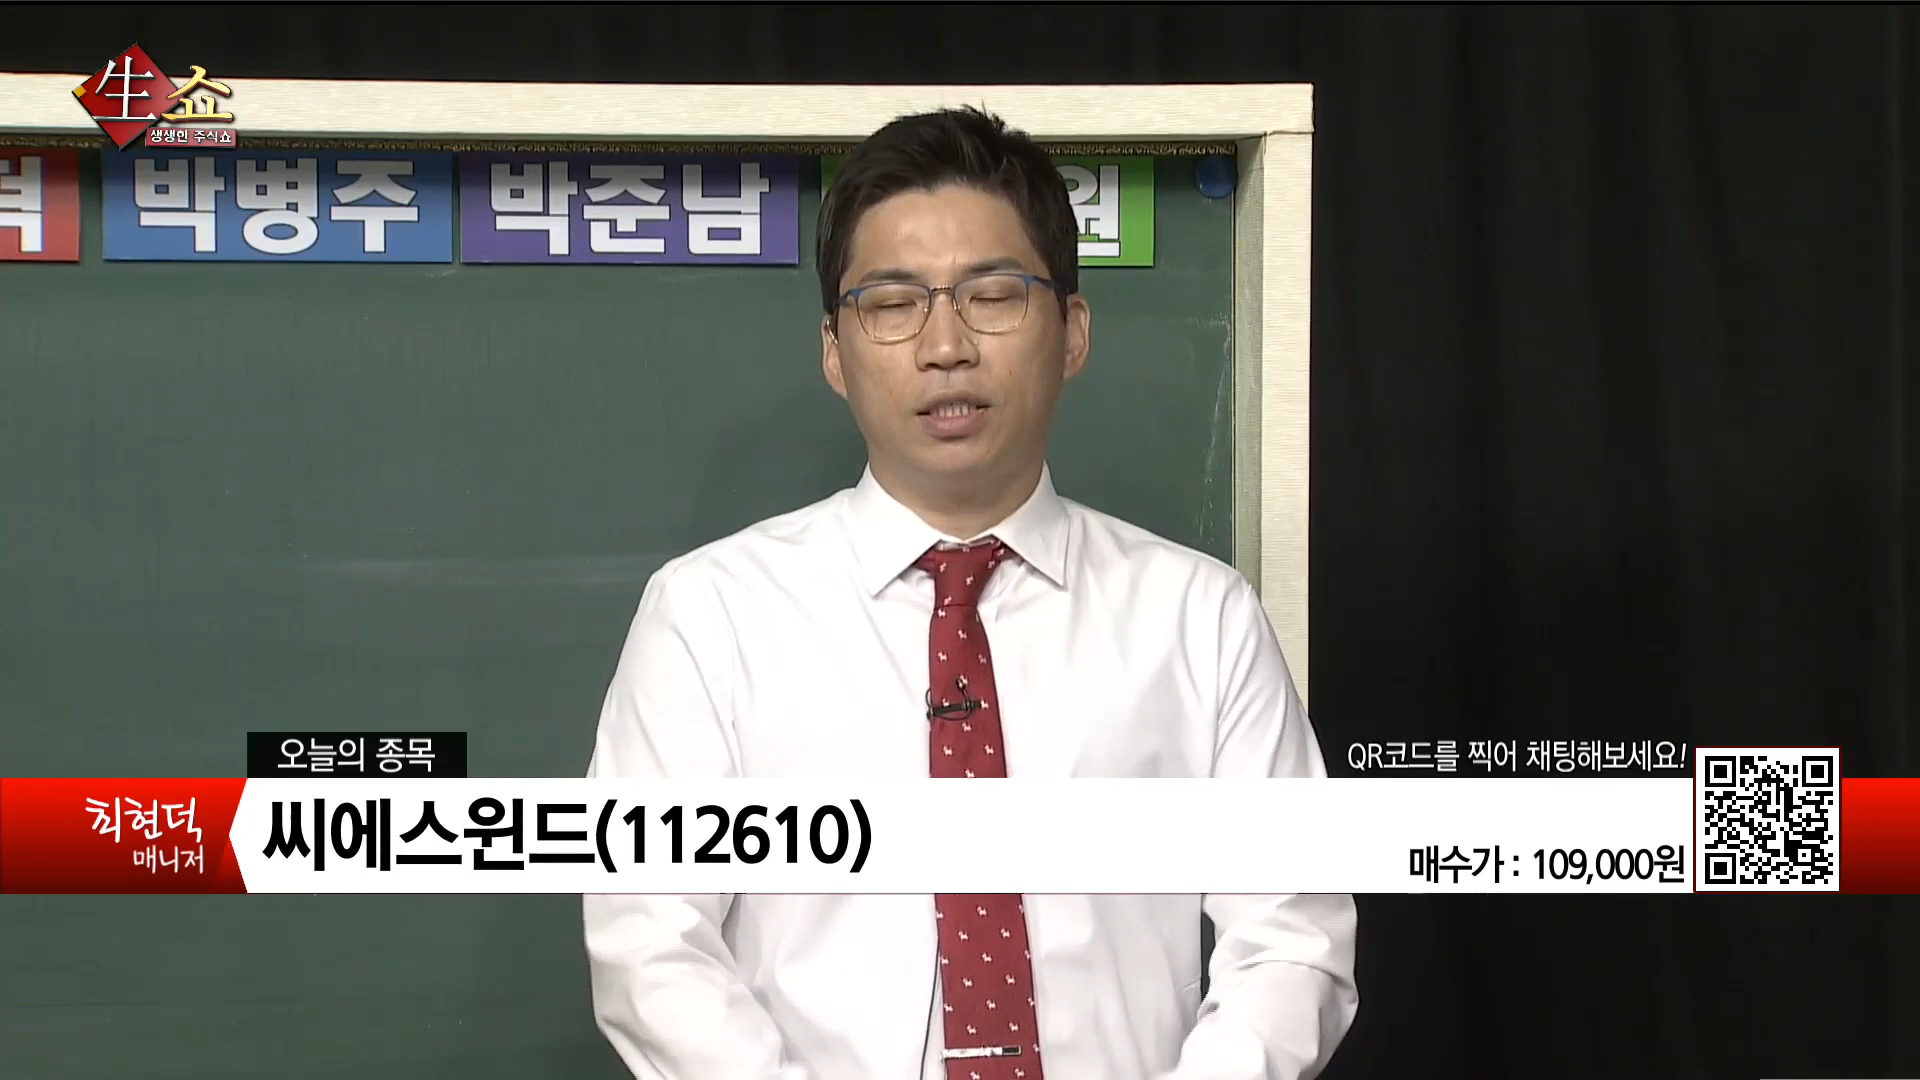 生쇼
생생한 주식쇼
덕 박병주 박준남 원
오늘의 종목
QR코드를 찍어 채팅해보세요!
최현덕
매니저
씨에스윈드(112610)
매수가 : 109,000원